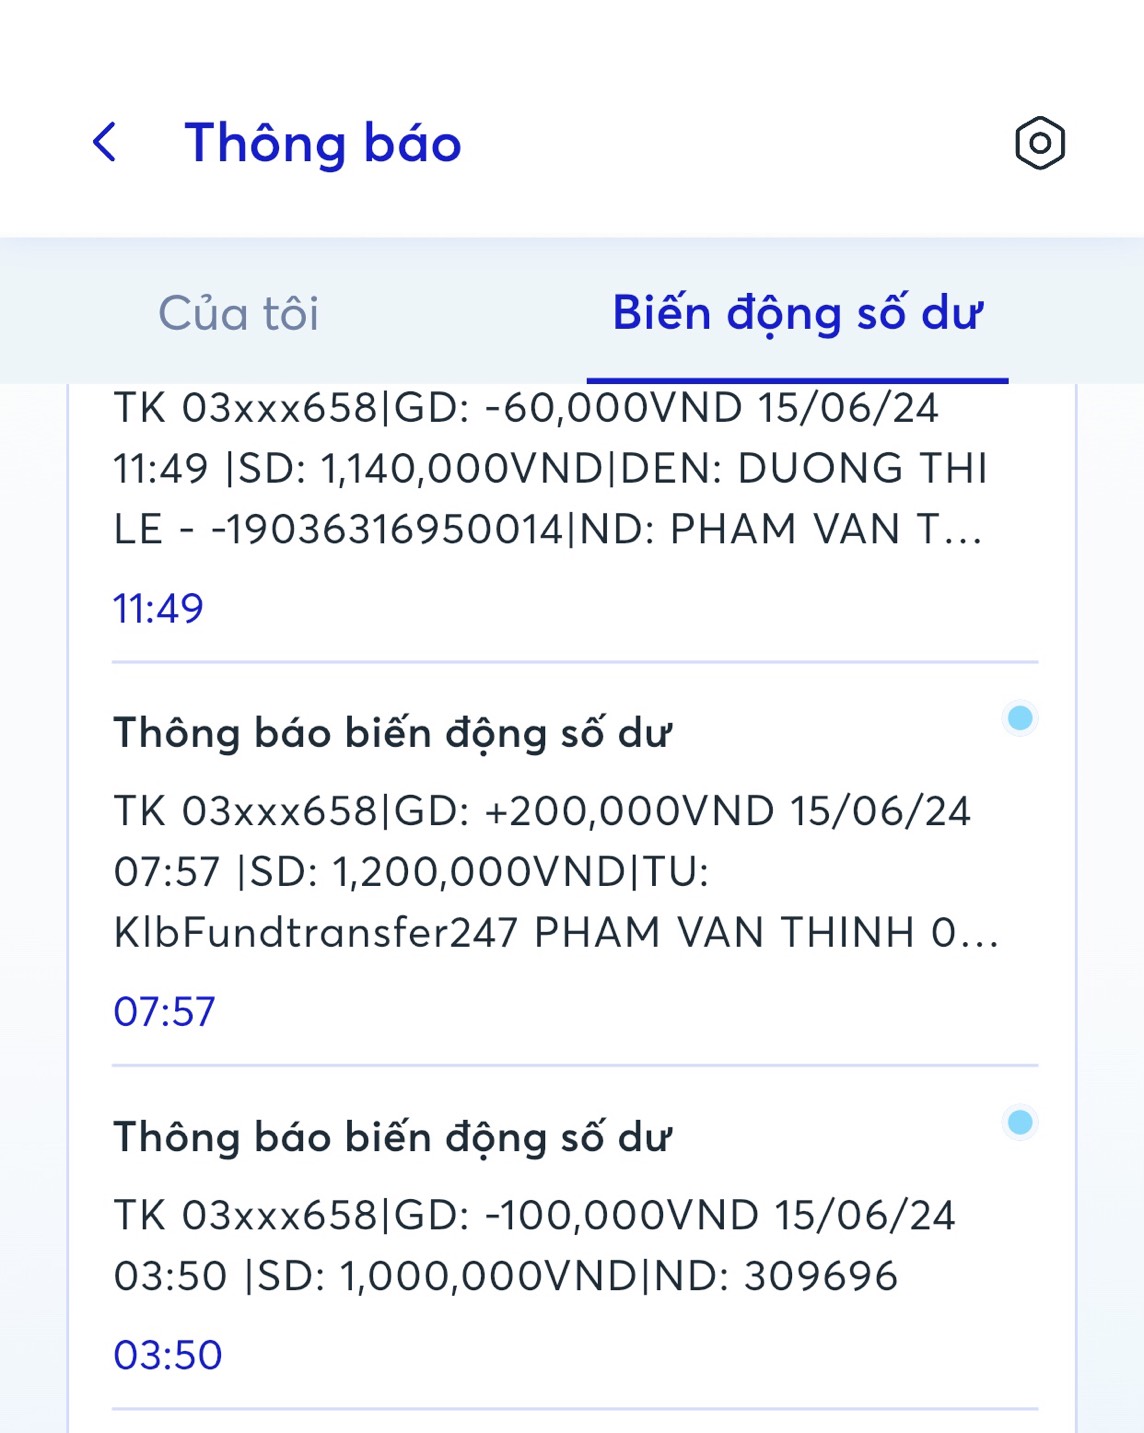 Thông báo
Của tôi
Biến động số dư
TK 03xxx658|GD: -60,000VND 15/06/24
11:49 |SD: 1,140,000VND|DEN: DUONG THI
LE - -19036316950014|ND: PHAM VAN T...
11:49
Thông báo biến động số dư
TK 03xxx658|GD: +200,000VND 15/06/24
07:57 |SD: 1,200,000VND|TU:
KlbFundtransfer247 PHAM VAN THINH 0...
07:57
Thông báo biến động số dư
TK 03xxx658|GD: -100,000VND 15/06/24
03:50 |SD: 1,000,000VND|ND: 309696
03:50